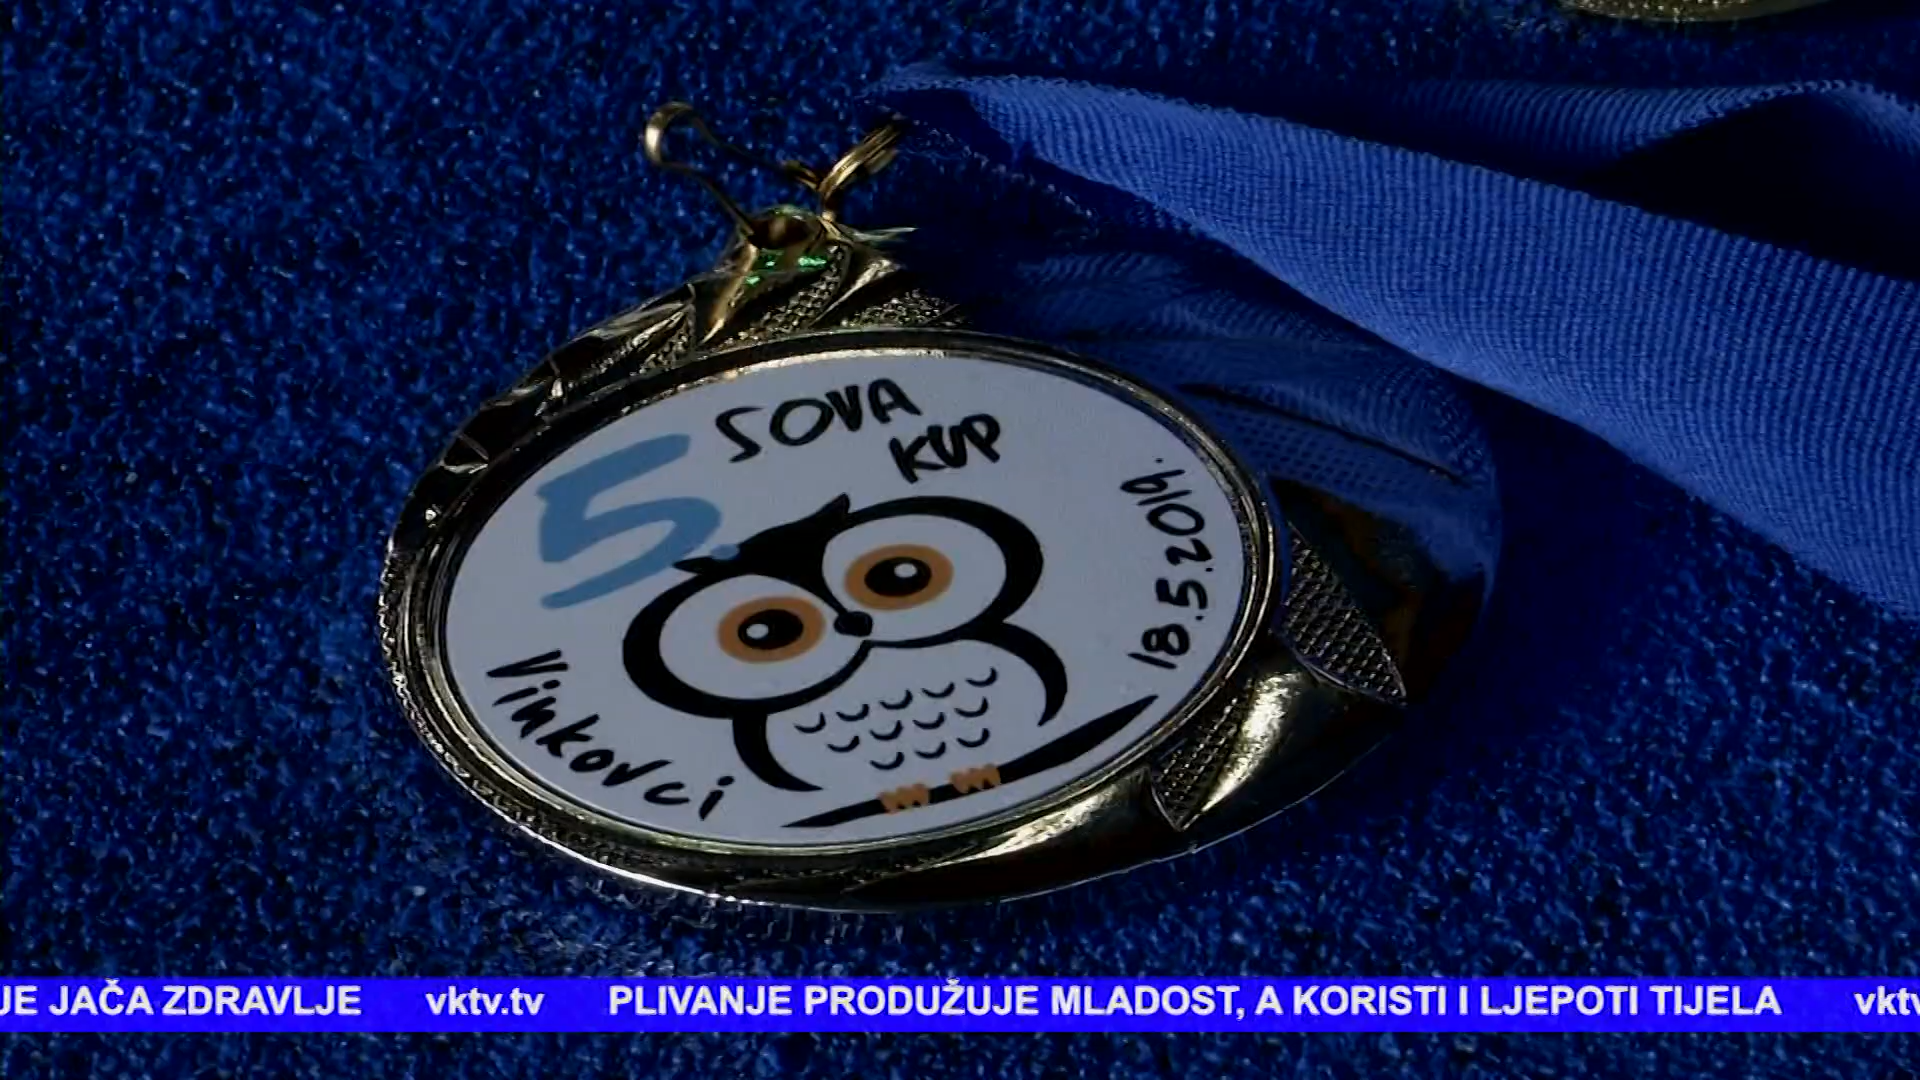 SOVA
KUP
5.
18.5.2019.
Vinkovci
JE JAČA ZDRAVLJE vktv.tv PLIVANJE PRODUŽUJE MLADOST, A KORISTI I LJEPOTI TIJELA vktv